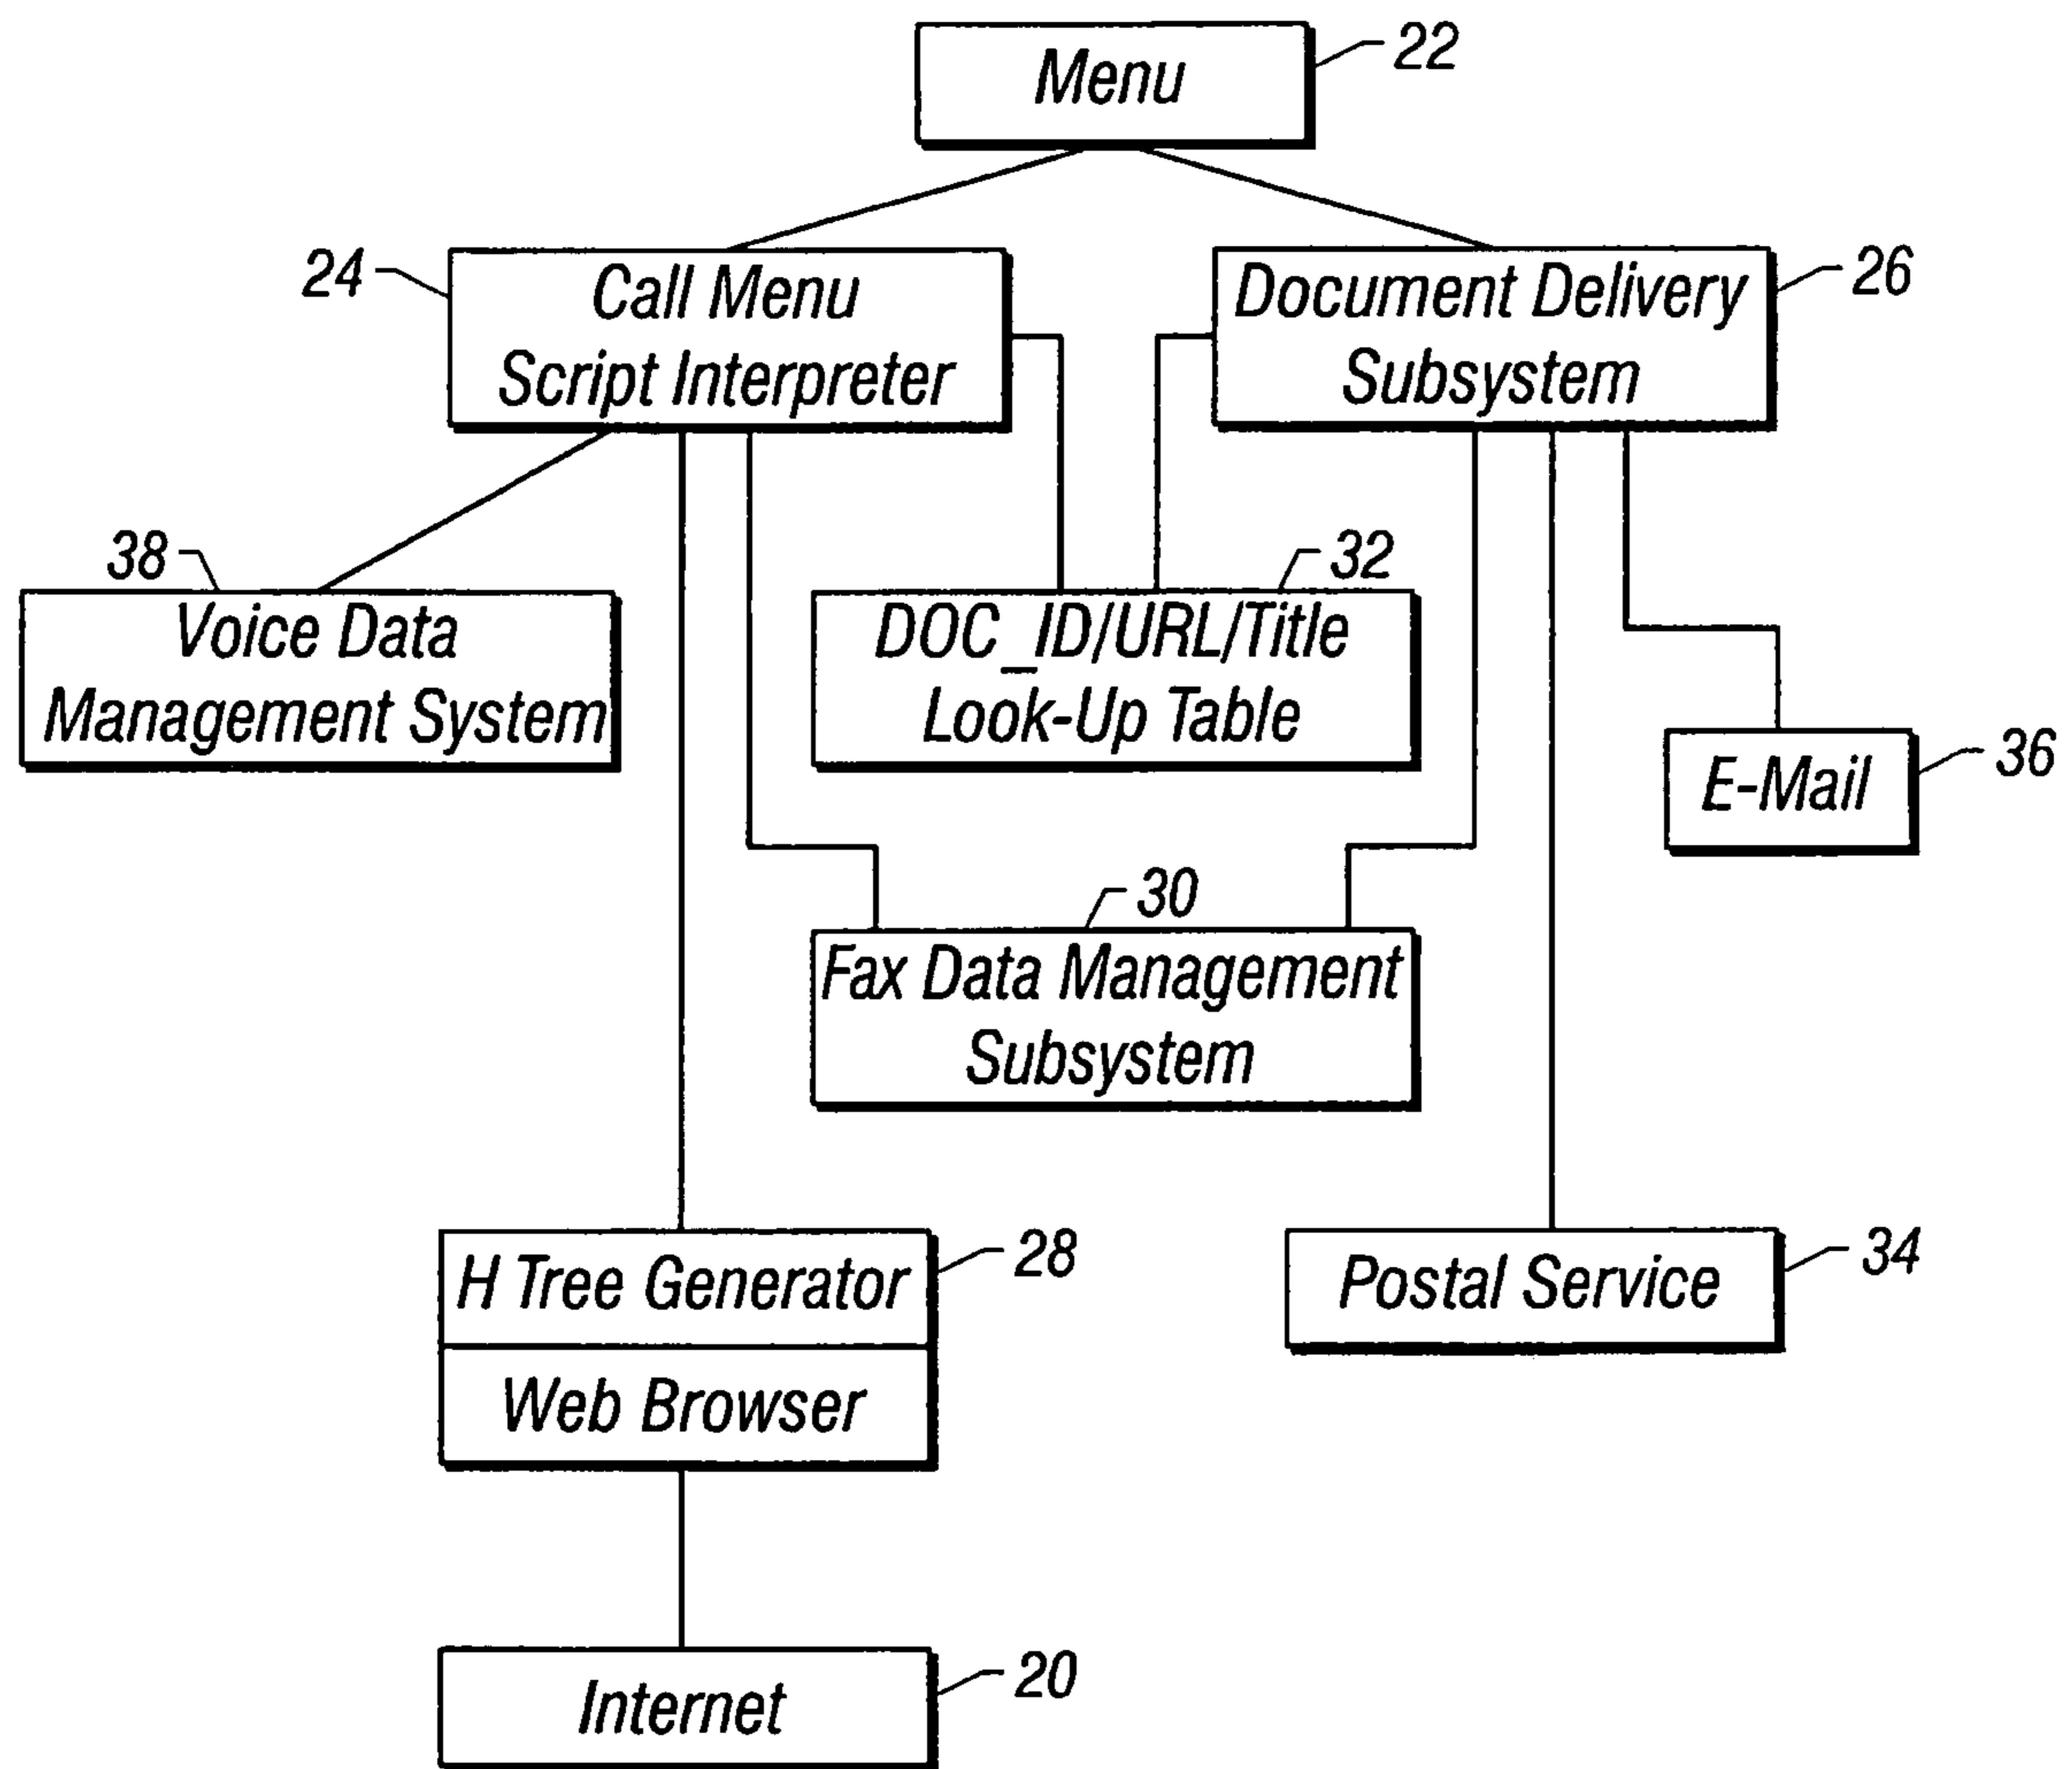 Menu
22
24
Call Menu
Script Interpreter
Document Delivery
Subsystem
26
38
Voice Data
Management System
32
DOC_ID/URL/Title
Look-Up Table
E-Mail
36
30
Fax Data Management
Subsystem
H Tree Generator
28
Web Browser
Postal Service
34
Internet
20